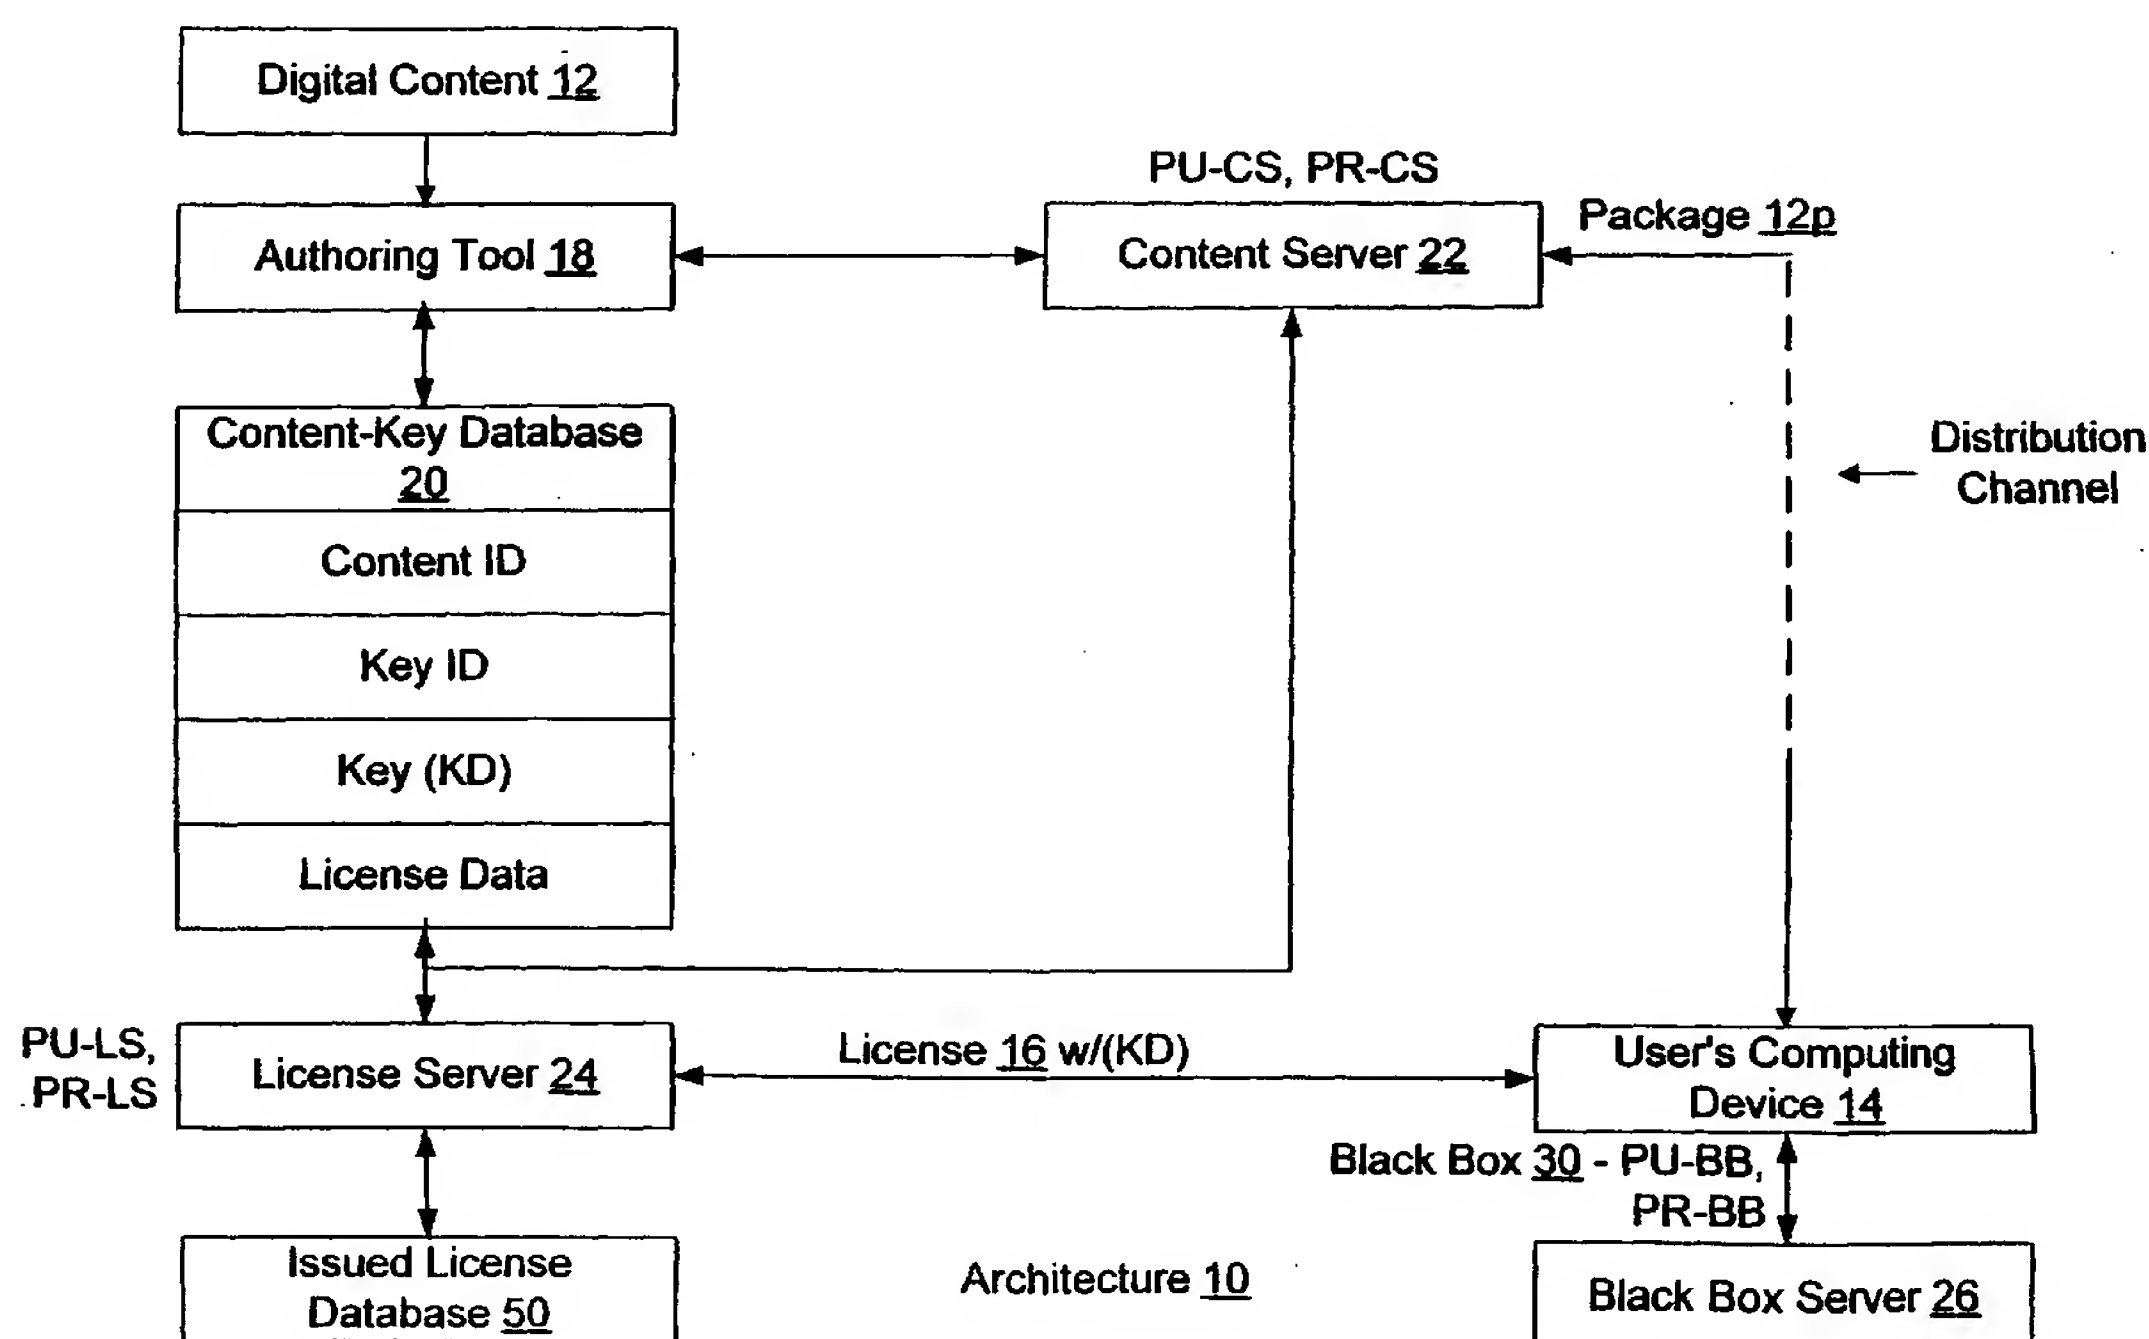 Digital Content 12
PU-CS, PR-CS
Authoring Tool 18
Content Server 22
Package 12p
Content-Key Database
20
Distribution
Channel
Content ID
Key ID
Key (KD)
License Data
PU-LS,
PR-LS
License Server 24
License 16 w/(KD)
User's Computing
Device 14
Black Box 30 - PU-BB,
PR-BB
Issued License
Database 50
Architecture 10
Black Box Server 26